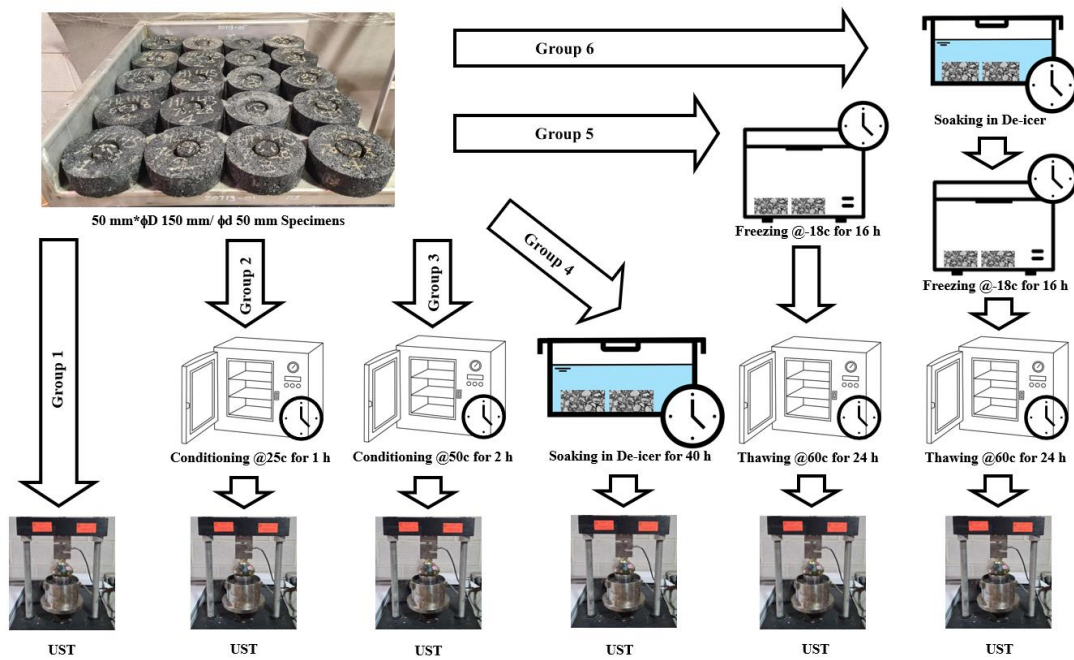 Group 6
Soaking in De-icer
Group 5
50 mm*ϕD 150 mm/ ϕd 50 mm Specimens
Freezing @-18c for 16 h
Freezing @-18c for 16 h
Group 1
Group 2
Group 3
Group 4
Conditioning @25c for 1 h
Conditioning @50c for 2 h
Soaking in De-icer for 40 h
Thawing @60c for 24 h
Thawing @60c for 24 h
UST
UST
UST
UST
UST
UST